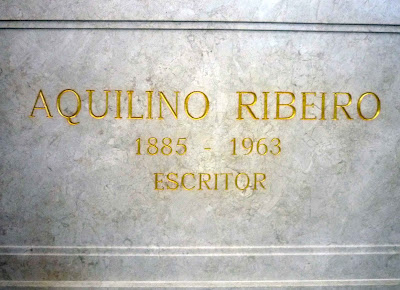 AQUILINO RIBEIRO
1885 - 1963
ESCRITOR